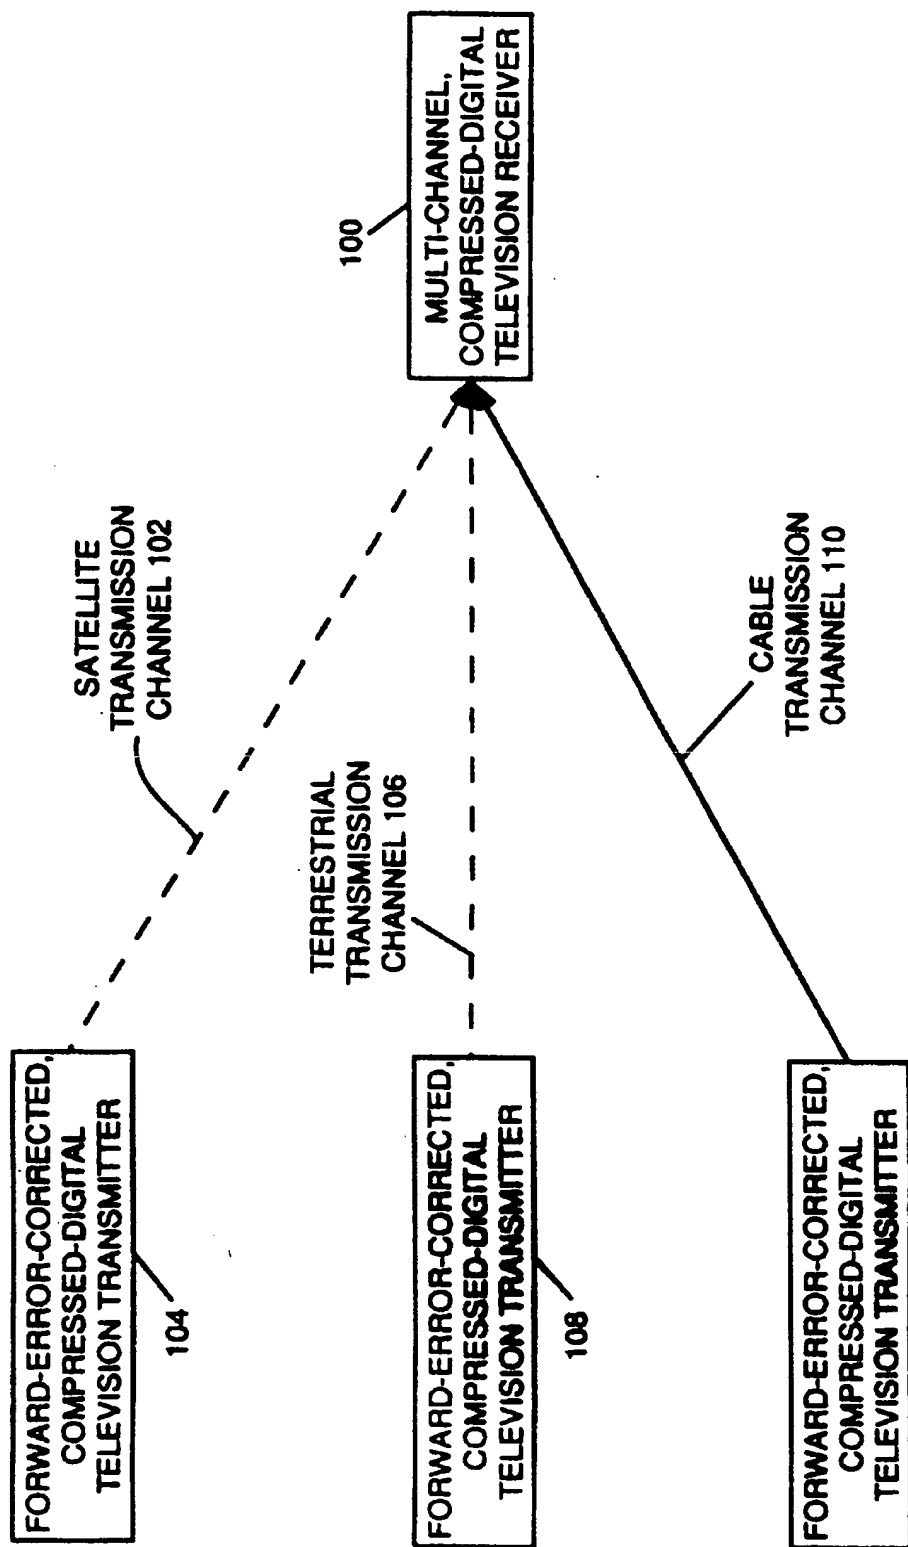 FORWARD-ERROR-CORRECTED,
COMPRESSED-DIGITAL
TELEVISION TRANSMITTER
104
SATELLITE
TRANSMISSION
CHANNEL 102
FORWARD-ERROR-CORRECTED,
COMPRESSED-DIGITAL
TELEVISION TRANSMITTER
108
TERRESTRIAL
TRANSMISSION
CHANNEL 106
100
MULTI-CHANNEL,
COMPRESSED-DIGITAL
TELEVISION RECEIVER
FORWARD-ERROR-CORRECTED,
COMPRESSED-DIGITAL
TELEVISION TRANSMITTER
CABLE
TRANSMISSION
CHANNEL 110